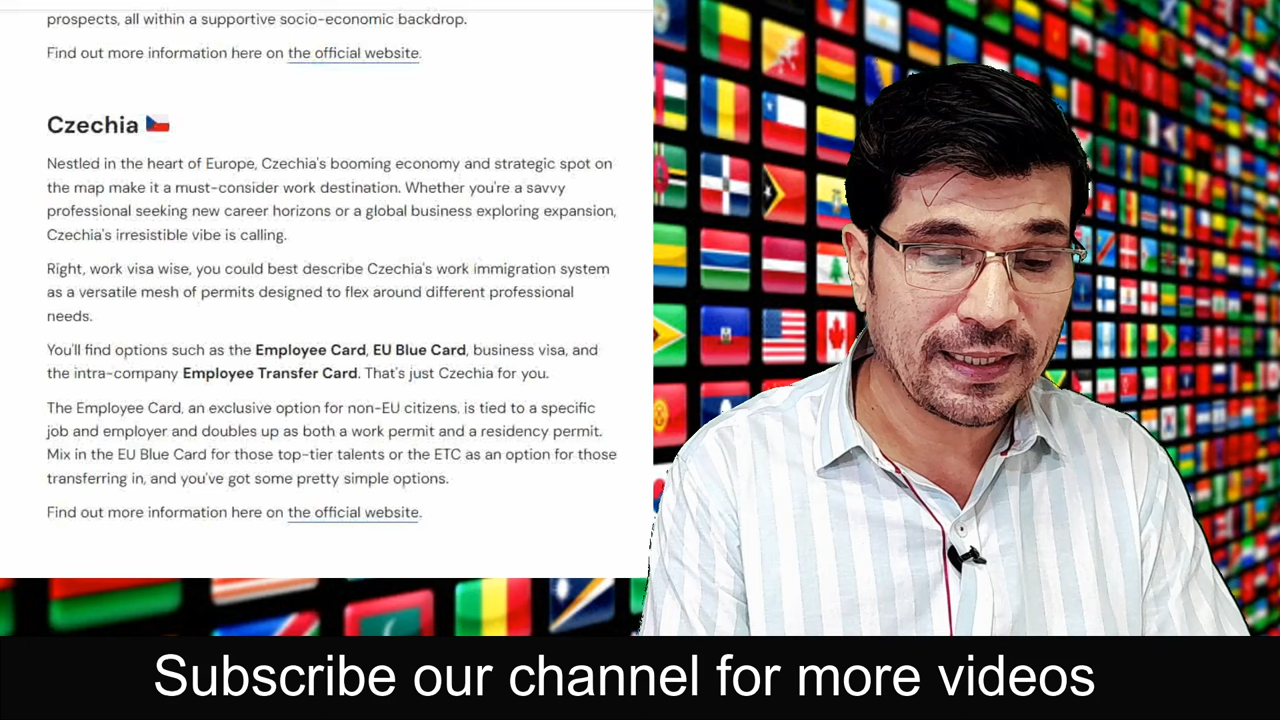 prospects, all within a supportive socio-economic backdrop.
Find out more information here on the official website.
Czechia
Nestled in the heart of Europe, Czechia's booming economy and strategic spot on
the map make it a must-consider work destination. Whether you're a savvy
professional seeking new career horizons or a global business exploring expansion,
Czechia's irresistible vibe is calling.
Right, work visa wise, you could best describe Czechia's work immigration system
as a versatile mesh of permits designed to flex around different professional
needs.
You'll find options such as the Employee Card, EU Blue Card, business visa, and
the intra-company Employee Transfer Card. That's just Czechia for you.
The Employee Card, an exclusive option for non-EU citizens, is tied to a specific
job and employer and doubles up as both a work permit and a residency permit.
Mix in the EU Blue Card for those top-tier talents or the ETC as an option for those
transferring in, and you've got some pretty simple options.
Find out more information here on the official website.
Subscribe our channel for more videos